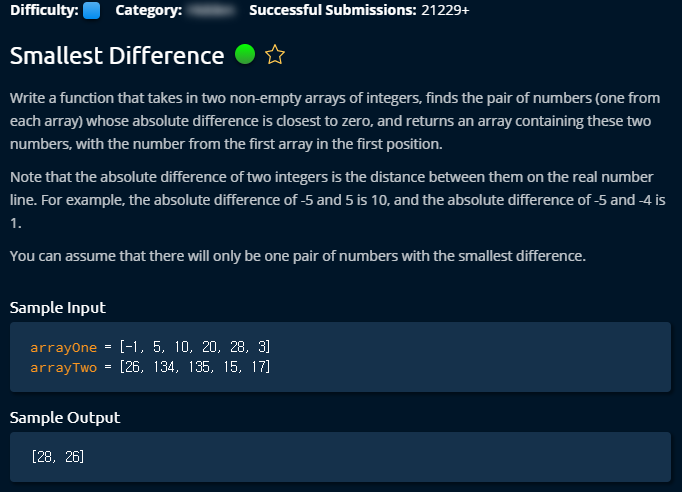 Difficulty: Category: Successful Submissions: 21229+
Smallest Difference
Write a function that takes in two non-empty arrays of integers, finds the pair of numbers (one from
each array) whose absolute difference is closest to zero, and returns an array containing these two
numbers, with the number from the first array in the first position.
Note that the absolute difference of two integers is the distance between them on the real number
line. For example, the absolute difference of -5 and 5 is 10, and the absolute difference of -5 and -4 is
1.
You can assume that there will only be one pair of numbers with the smallest difference.
Sample Input
arrayOne = [-1, 5, 10, 20, 28, 3]
arrayTwo = [26, 134, 135, 15, 17]
Sample Output
[28, 26]